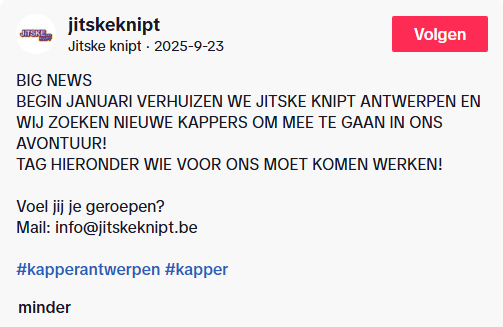 JITSKE
KNIPT
jitskeknipt
Jitske knipt · 2025-9-23
Volgen
BIG NEWS
BEGIN JANUARI VERHUIZEN WE JITSKE KNIPT ANTWERPEN EN
WIJ ZOEKEN NIEUWE KAPPERS OM MEE TE GAAN IN ONS
AVONTUUR!
TAG HIERONDER WIE VOOR ONS MOET KOMEN WERKEN!
Voel jij je geroepen?
Mail: info@jitskeknipt.be
#kapperantwerpen #kapper
minder